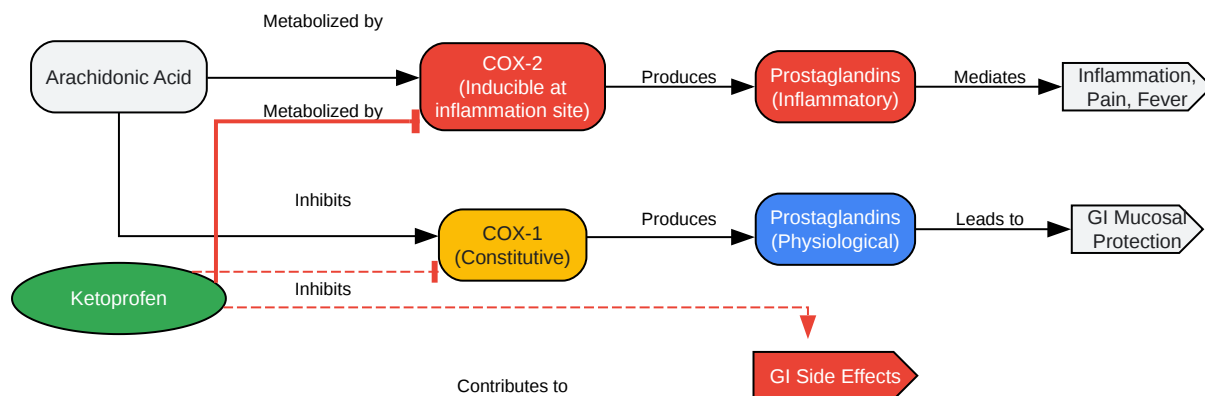 Metabolized by
Arachidonic Acid
COX-2
(Inducible at
inflammation site)
Produces
Prostaglandins
(Inflammatory)
Mediates
Inflammation,
Pain, Fever
Metabolized by
Inhibits
COX-1
(Constitutive)
Produces
Prostaglandins
(Physiological)
Leads to
GI Mucosal
Protection
Ketoprofen
Inhibits
GI Side Effects
Contributes to